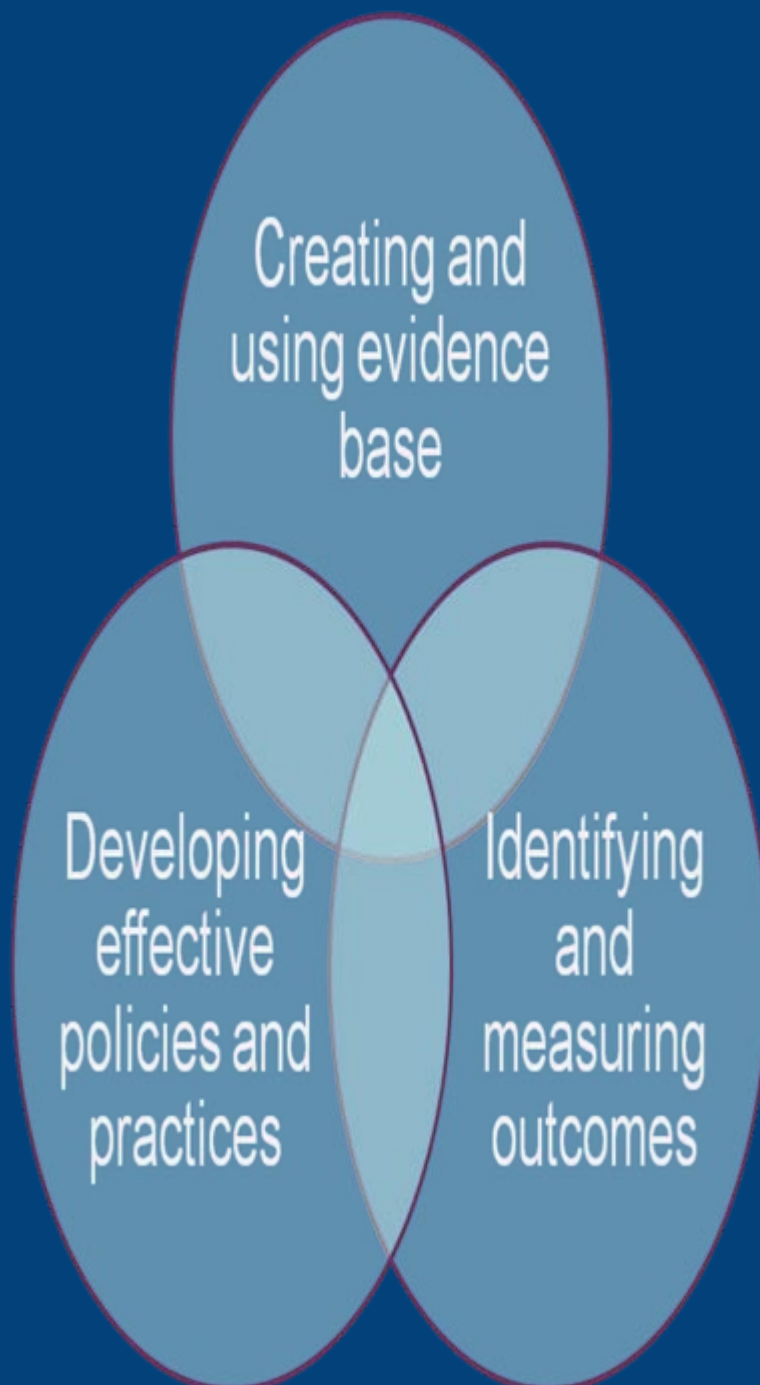 Creating and
using evidence
base
Developing
effective
policies and
practices
Identifying
and
measuring
outcomes